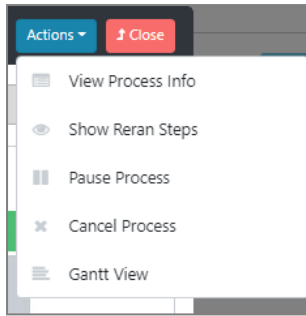 Actions
Close
View Process Info
Show Reran Steps
Pause Process
Cancel Process
Gantt View